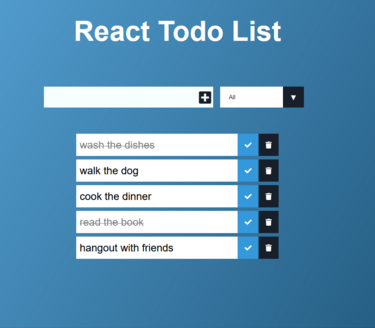 React Todo List
All
wash the dishes
walk the dog
cook the dinner
read the book
hangout with friends